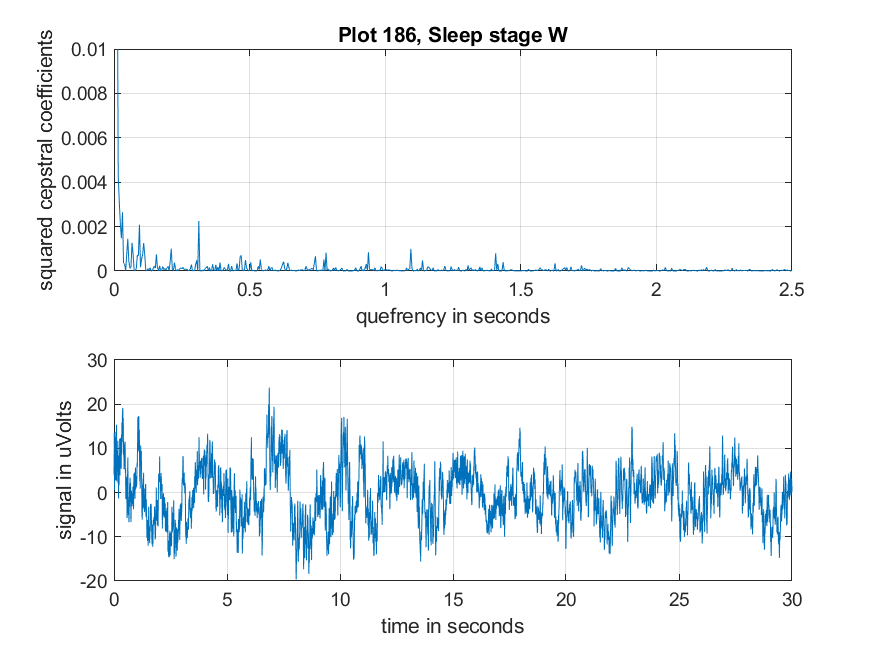 Plot 186, Sleep stage W
squared cepstral coefficients
0.01
0.008
0.006
0.004
0.002
0
0 0.5 1 1.5 2 2.5
quefrency in seconds
signal in uVolts
30
20
10
0
-10
-20
0 5 10 15 20 25 30
time in seconds